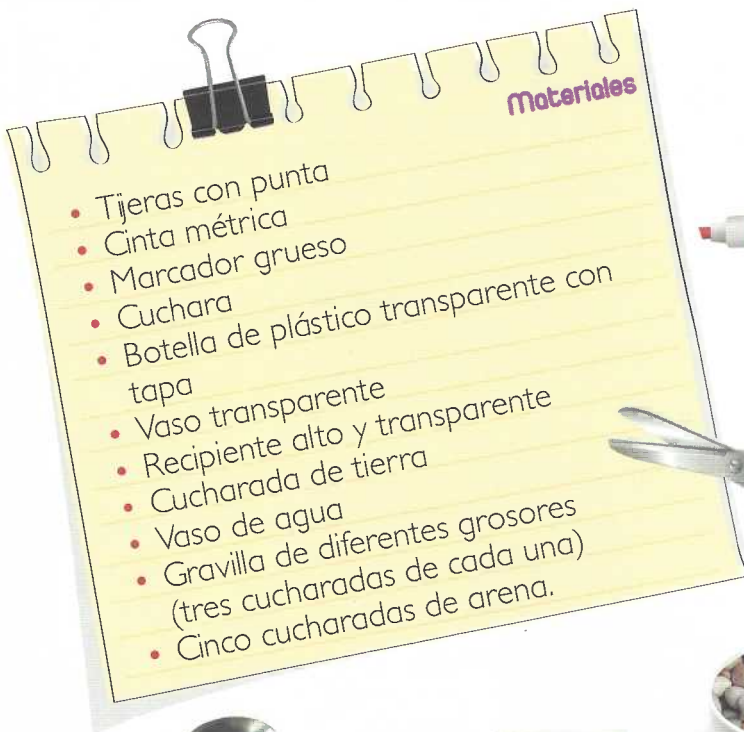 Materiales
• Tijeras con punta
• Cinta métrica
• Marcador grueso
• Cuchara
• Botella de plástico transparente con
tapa
• Vaso transparente
• Recipiente alto y transparente
• Cucharada de tierra
• Vaso de agua
• Gravilla de diferentes grosores
(tres cucharadas de cada una)
• Cinco cucharadas de arena.